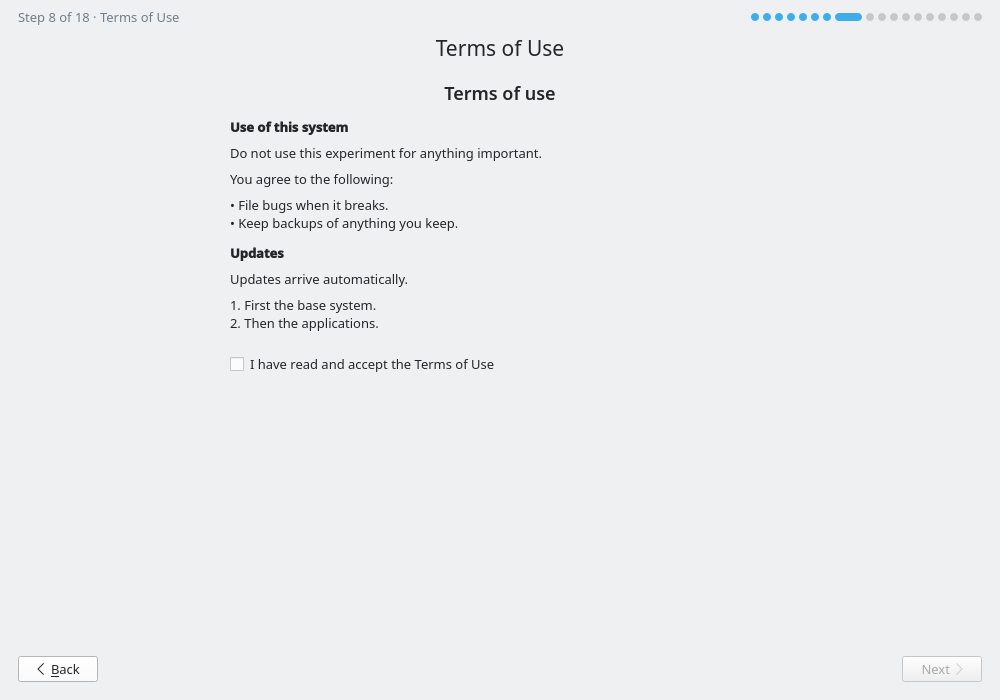 Step 8 of 18 · Terms of Use
Terms of Use
Terms of use
Use of this system
Do not use this experiment for anything important.
You agree to the following:
• File bugs when it breaks.
• Keep backups of anything you keep.
Updates
Updates arrive automatically.
1. First the base system.
2. Then the applications.
I have read and accept the Terms of Use
Back
Next